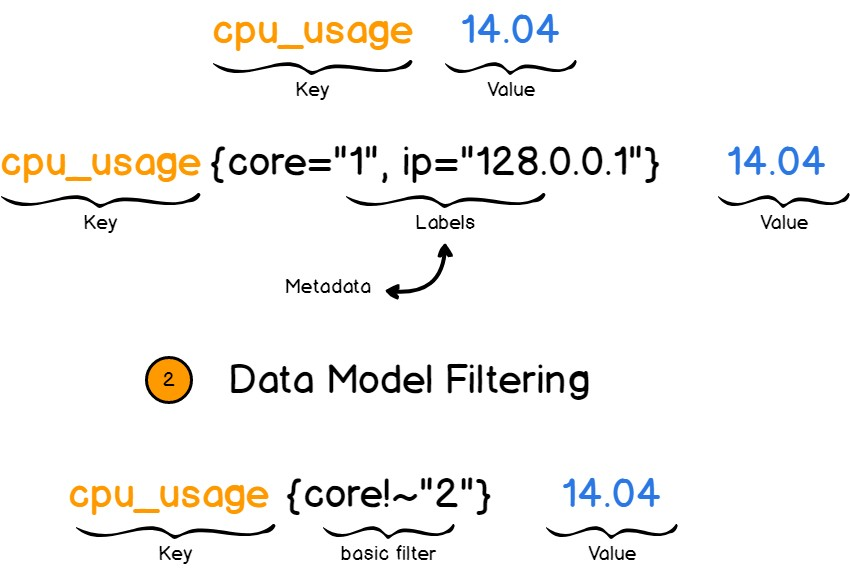 cpu_usage 14.04
Key Value
cpu_usage {core="1", ip="128.0.0.1"} 14.04
Key Labels Value
Metadata
2 Data Model Filtering
cpu_usage {core!~"2"} 14.04
Key basic filter Value